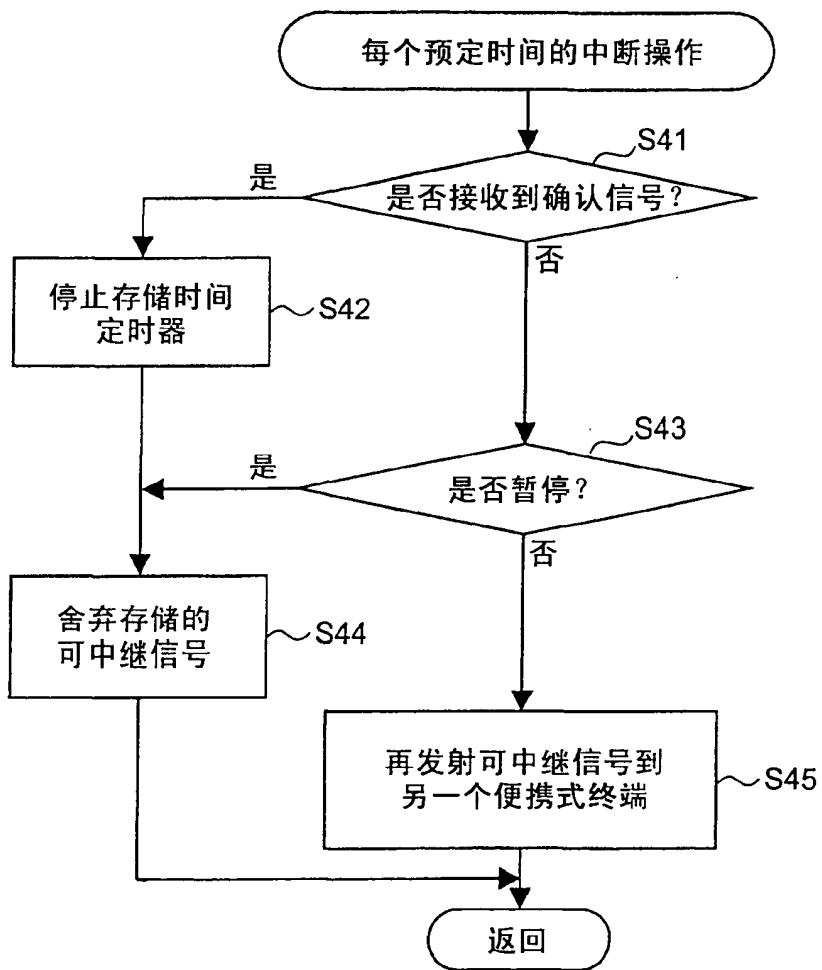 每个预定时间的中断操作
S41
是
是否接收到确认信号？
否
停止存储时间
定时器
S42
S43
是
是否暂停？
否
舍弃存储的
可中继信号
S44
再发射可中继信号到
另一个便携式终端
S45
返回